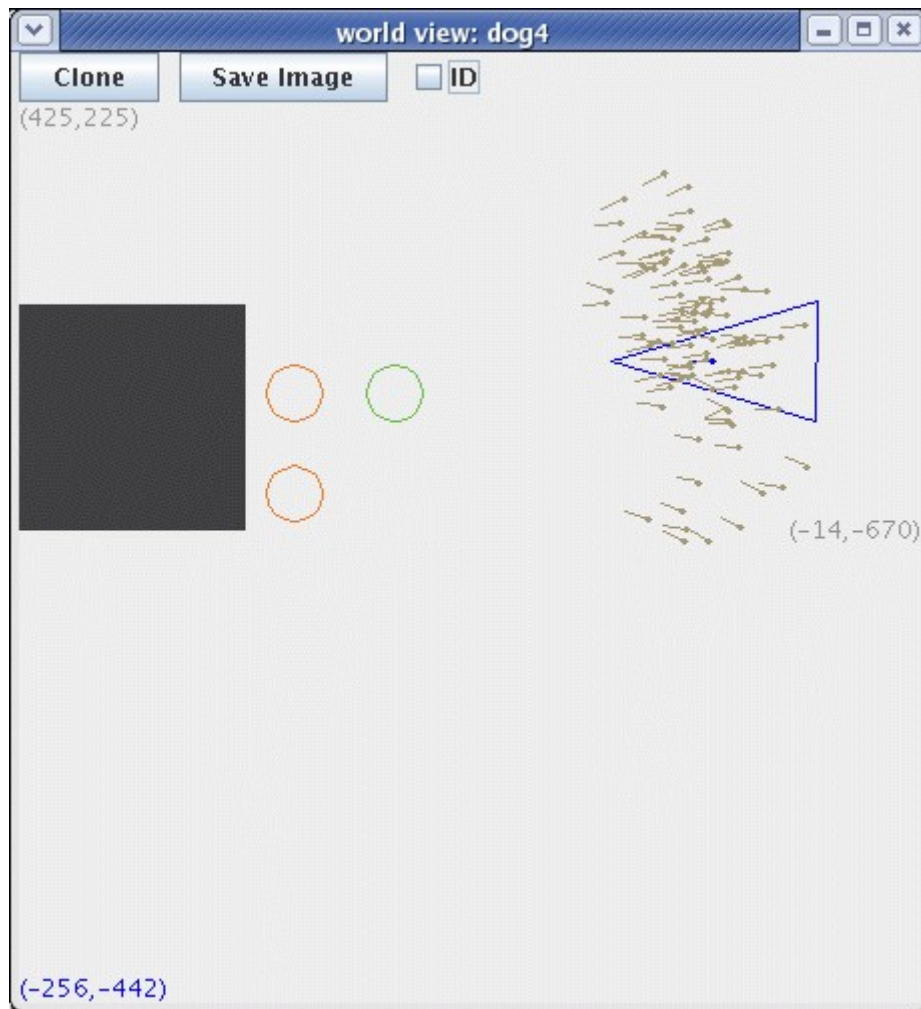 world view: dog4
Clone Save Image ID
(425,225)
(-14,-670)
(-256,-442)